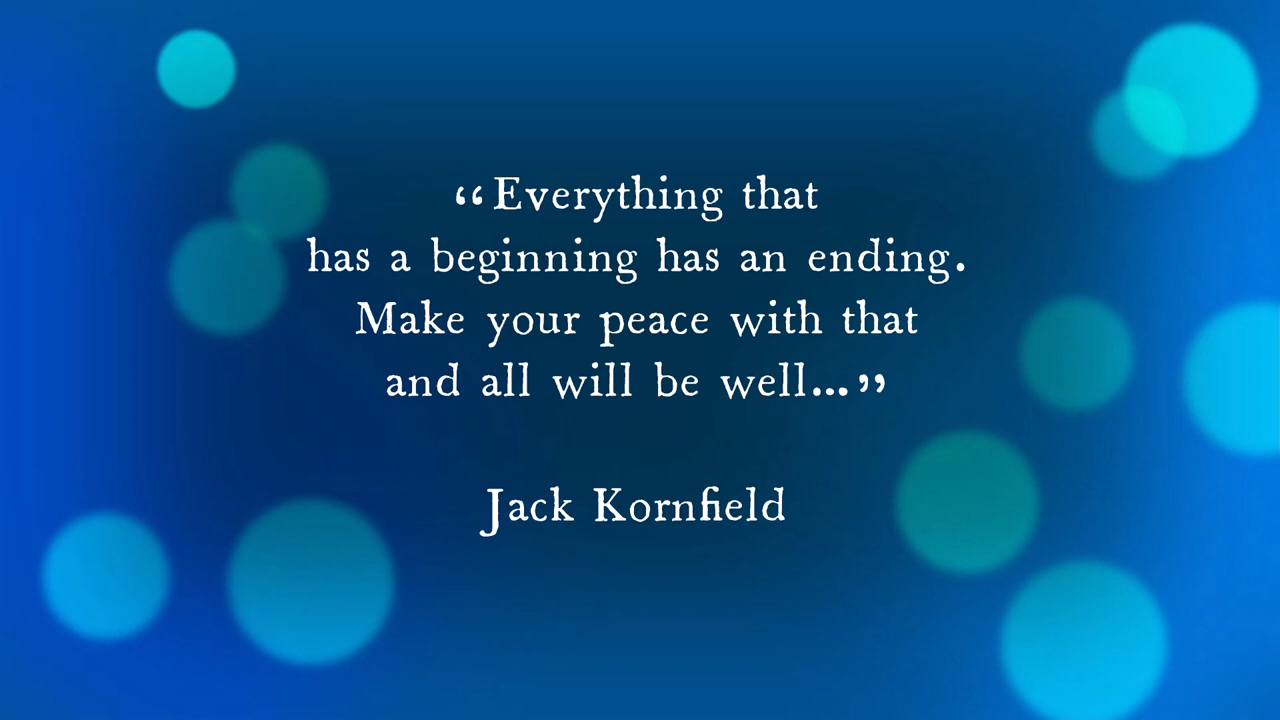 “Everything that
has a beginning has an ending.
Make your peace with that
and all will be well...”
Jack Kornfield